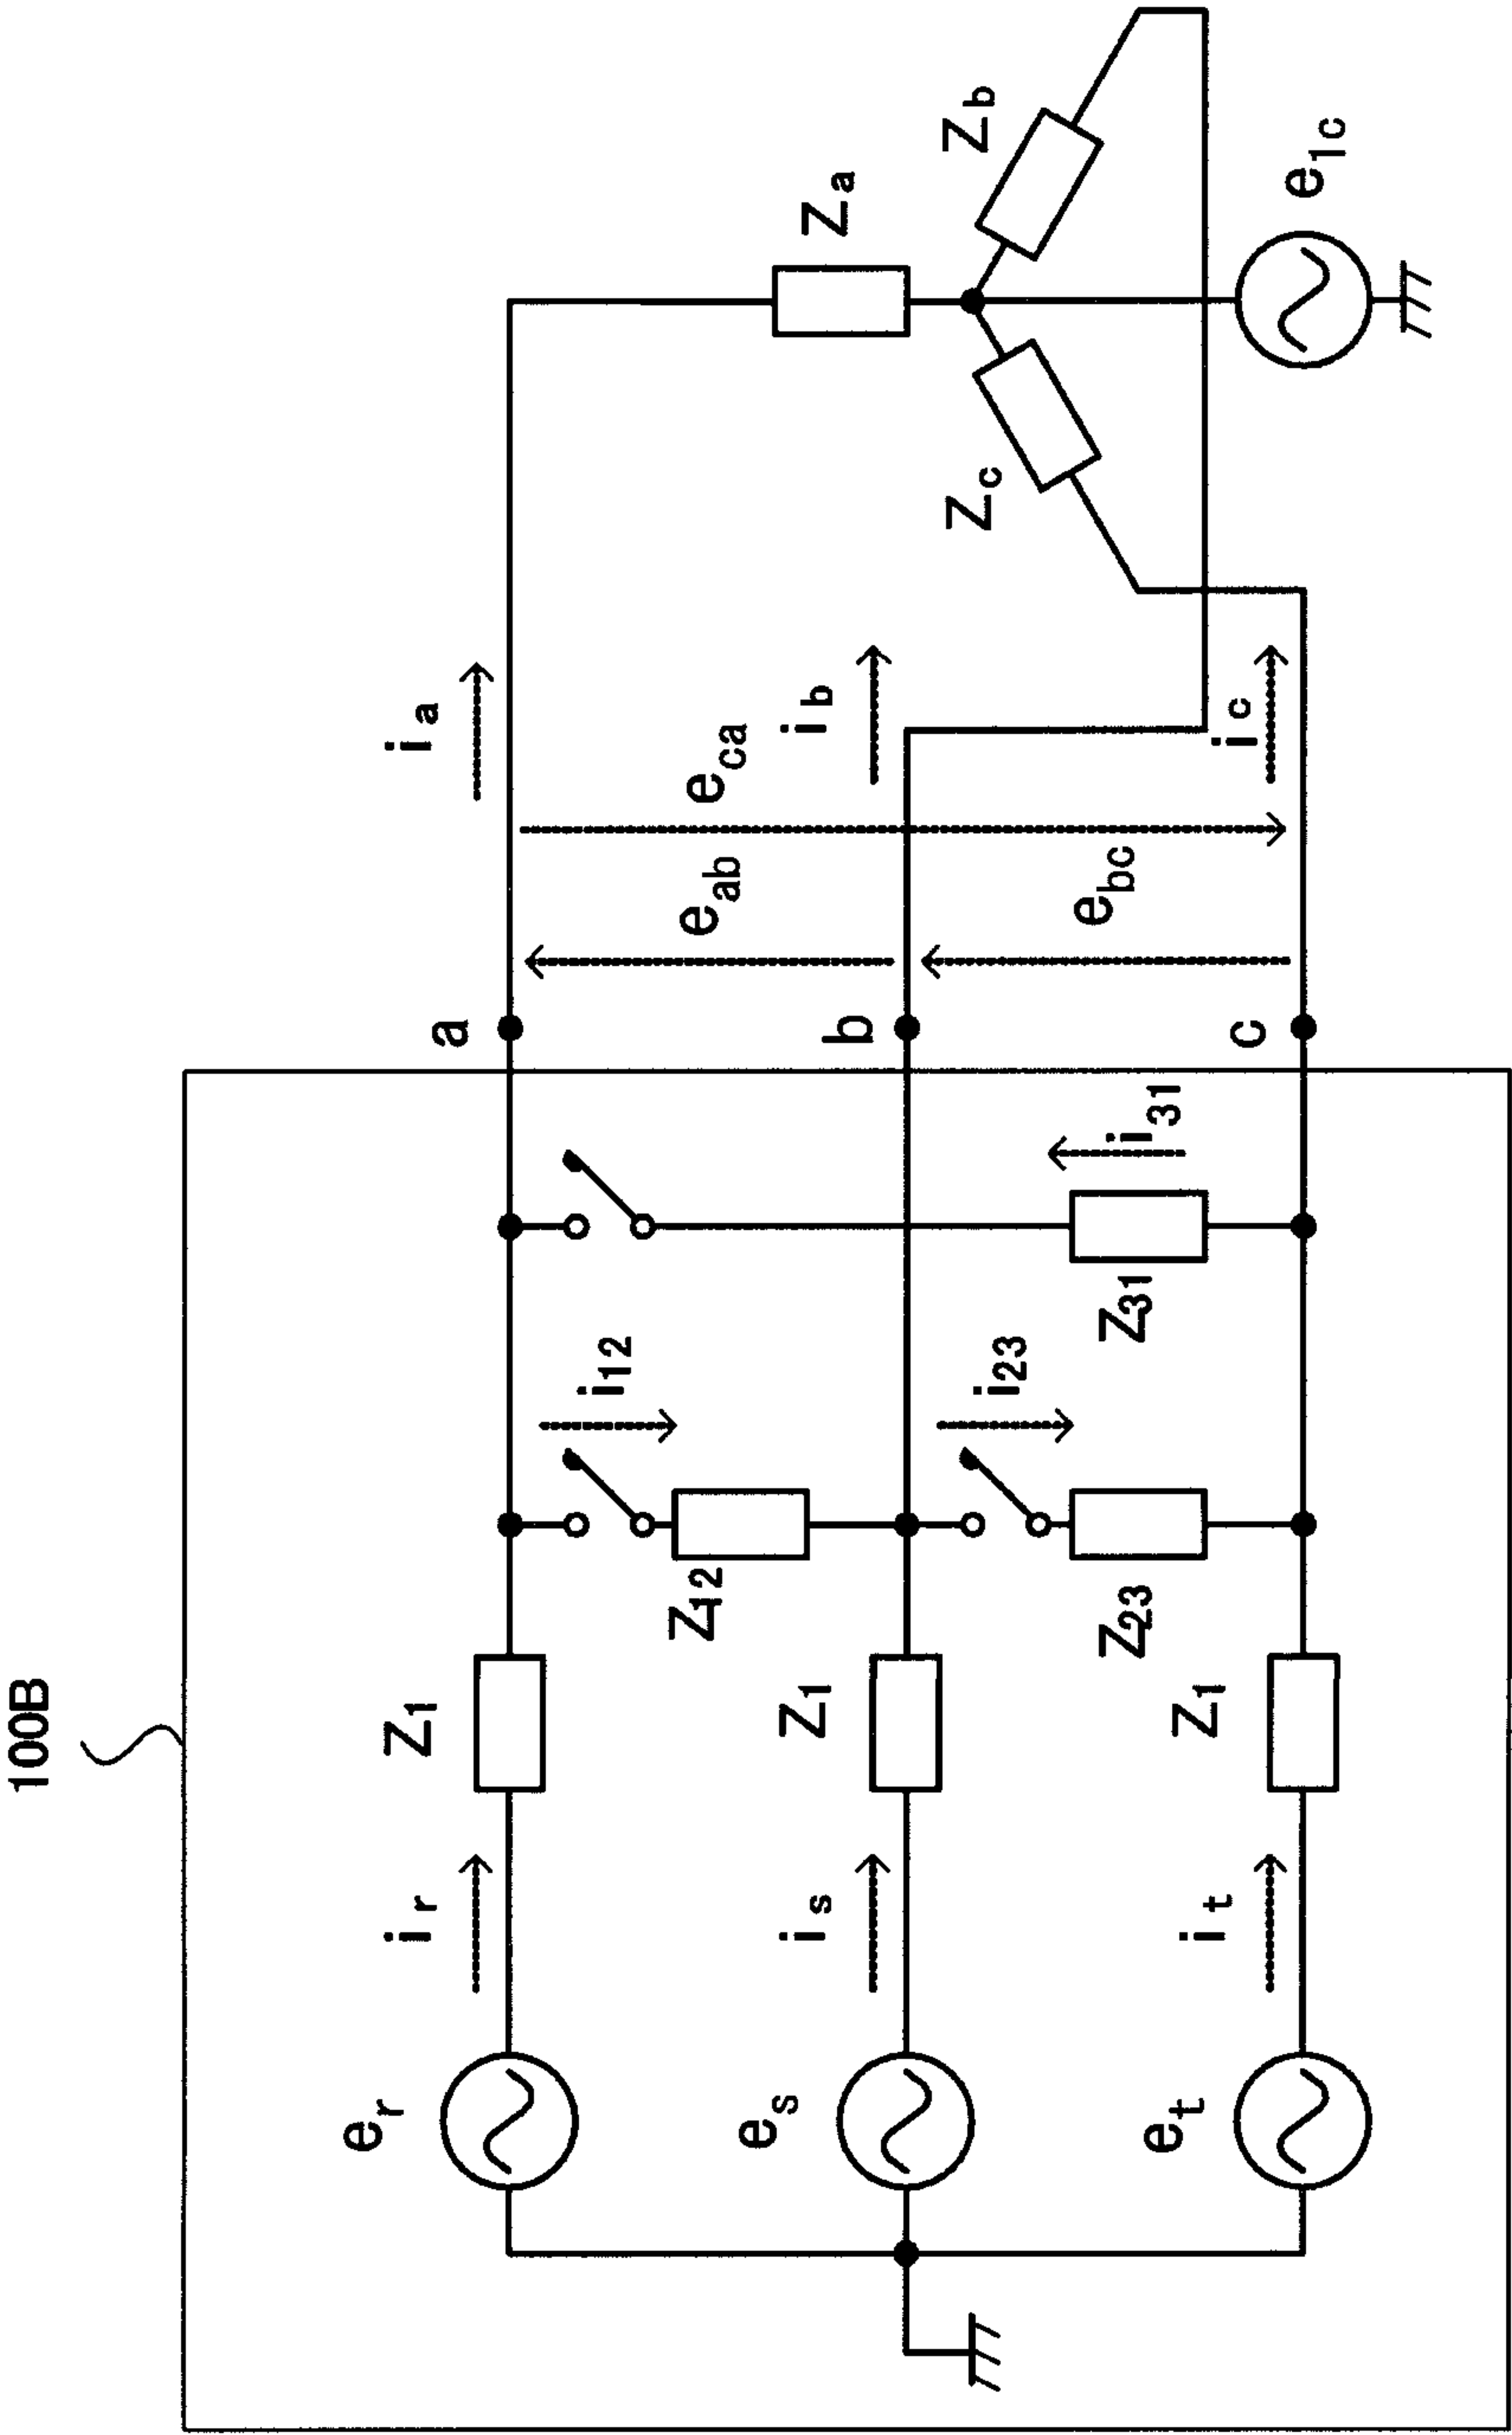 100B
e_r
i_r
Z_1
Z_12
i_12
a
e_ab
e_ca
i_a
Z_a
Z_b
e_s
i_s
Z_1
Z_23
i_23
b
i_b
e_bc
Z_c
e_t
i_t
Z_1
Z_31
i_31
c
i_c
e_1c